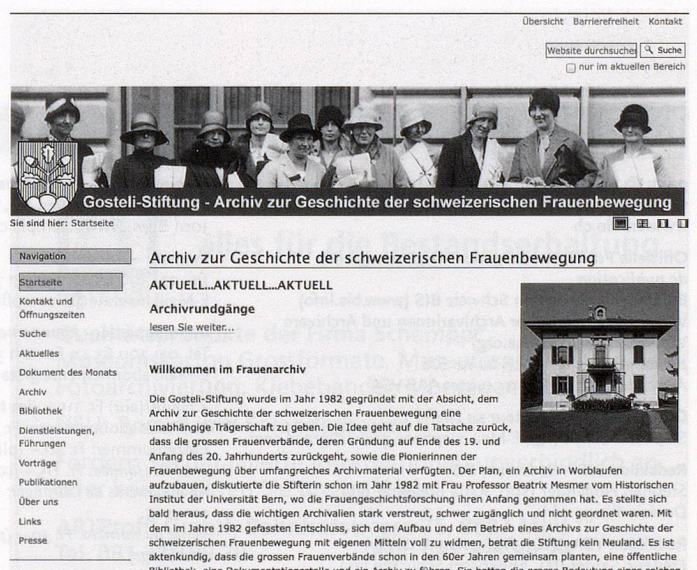 Übersicht Barrierefreiheit Kontakt
Website durchsuchen Suche
nur im aktuellen Bereich
Gosteli-Stiftung - Archiv zur Geschichte der schweizerischen Frauenbewegung
Sie sind hier: Startseite
Navigation
Startseite
Kontakt und
Öffnungszeiten
Suche
Aktuelles
Dokument des Monats
Archiv
Bibliothek
Dienstleistungen,
Führungen
Vorträge
Publikationen
Über uns
Links
Presse
Archiv zur Geschichte der schweizerischen Frauenbewegung
AKTUELL...AKTUELL...AKTUELL
Archivrundgänge
lesen Sie weiter...
Willkommen im Frauenarchiv
Die Gosteli-Stiftung wurde im Jahr 1982 gegründet mit der Absicht, dem
Archiv zur Geschichte der schweizerischen Frauenbewegung eine
unabhängige Trägerschaft zu geben. Die Idee geht auf die Tatsache zurück,
dass die grossen Frauenverbände, deren Gründung auf Ende des 19. und
Anfang des 20. Jahrhunderts zurückgeht, sowie die Pionierinnen der
Frauenbewegung über umfangreiches Archivmaterial verfügten. Der Plan, ein Archiv in Worblaufen
aufzubauen, diskutierte die Stifterin schon im Jahr 1982 mit Frau Professor Beatrix Mesmer vom Historischen
Institut der Universität Bern, wo die Frauengeschichtsforschung ihren Anfang genommen hat. Es stellte sich
bald heraus, dass die wichtigen Archivalien stark verstreut, schwer zugänglich und nicht geordnet waren. Mit
dem im Jahre 1982 gefassten Entschluss, sich dem Aufbau und dem Betrieb eines Archivs zur Geschichte der
schweizerischen Frauenbewegung mit eigenen Mitteln voll zu widmen, betrat die Stiftung kein Neuland. Es ist
aktenkundig, dass die grossen Frauenverbände schon in den 60er Jahren gemeinsam planten, eine öffentliche